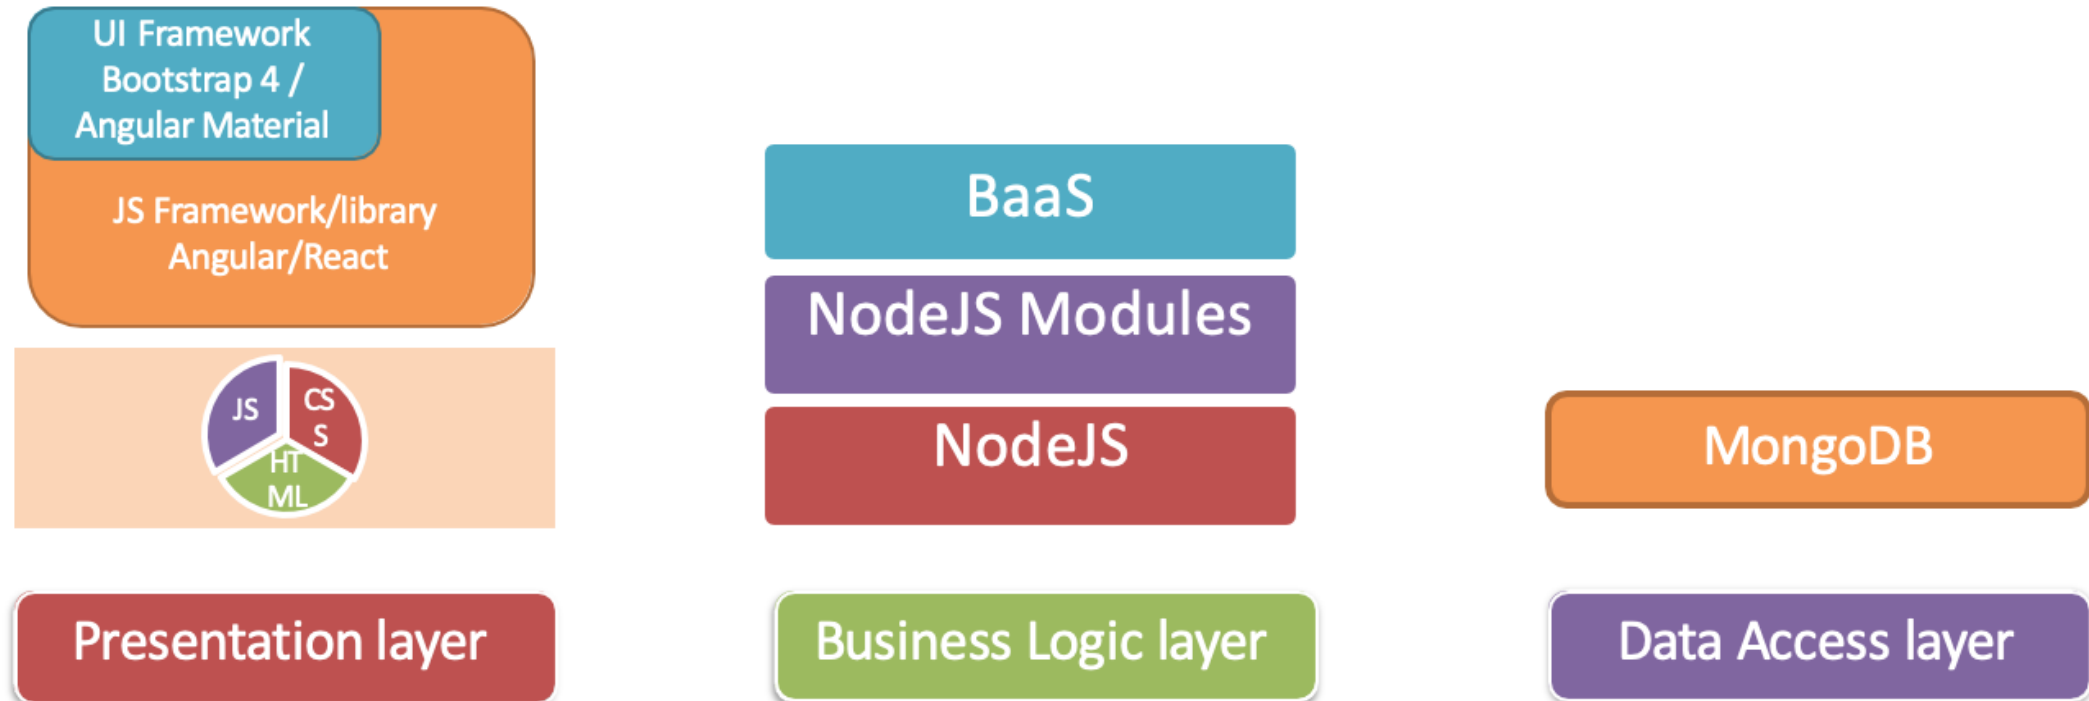 UI Framework
Bootstrap 4 /
Angular Material
JS Framework/library
Angular/React
JS
CS
S
HT
ML
Presentation layer
BaaS
NodeJS Modules
NodeJS
Business Logic layer
MongoDB
Data Access layer